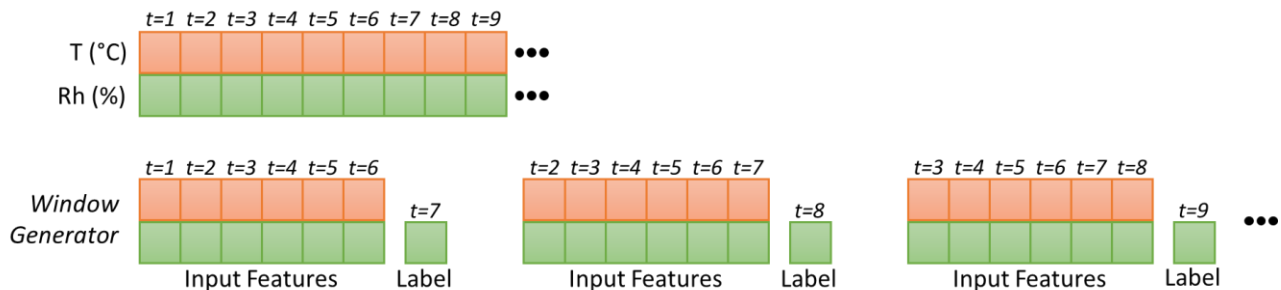 t=1 t=2 t=3 t=4 t=5 t=6 t=7 t=8 t=9
T (°C) •••
Rh (%) •••
t=1 t=2 t=3 t=4 t=5 t=6 t=2 t=3 t=4 t=5 t=6 t=7 t=3 t=4 t=5 t=6 t=7 t=8
Window
t=7 t=8 t=9
Generator •••
Input Features Label Input Features Label Input Features Label